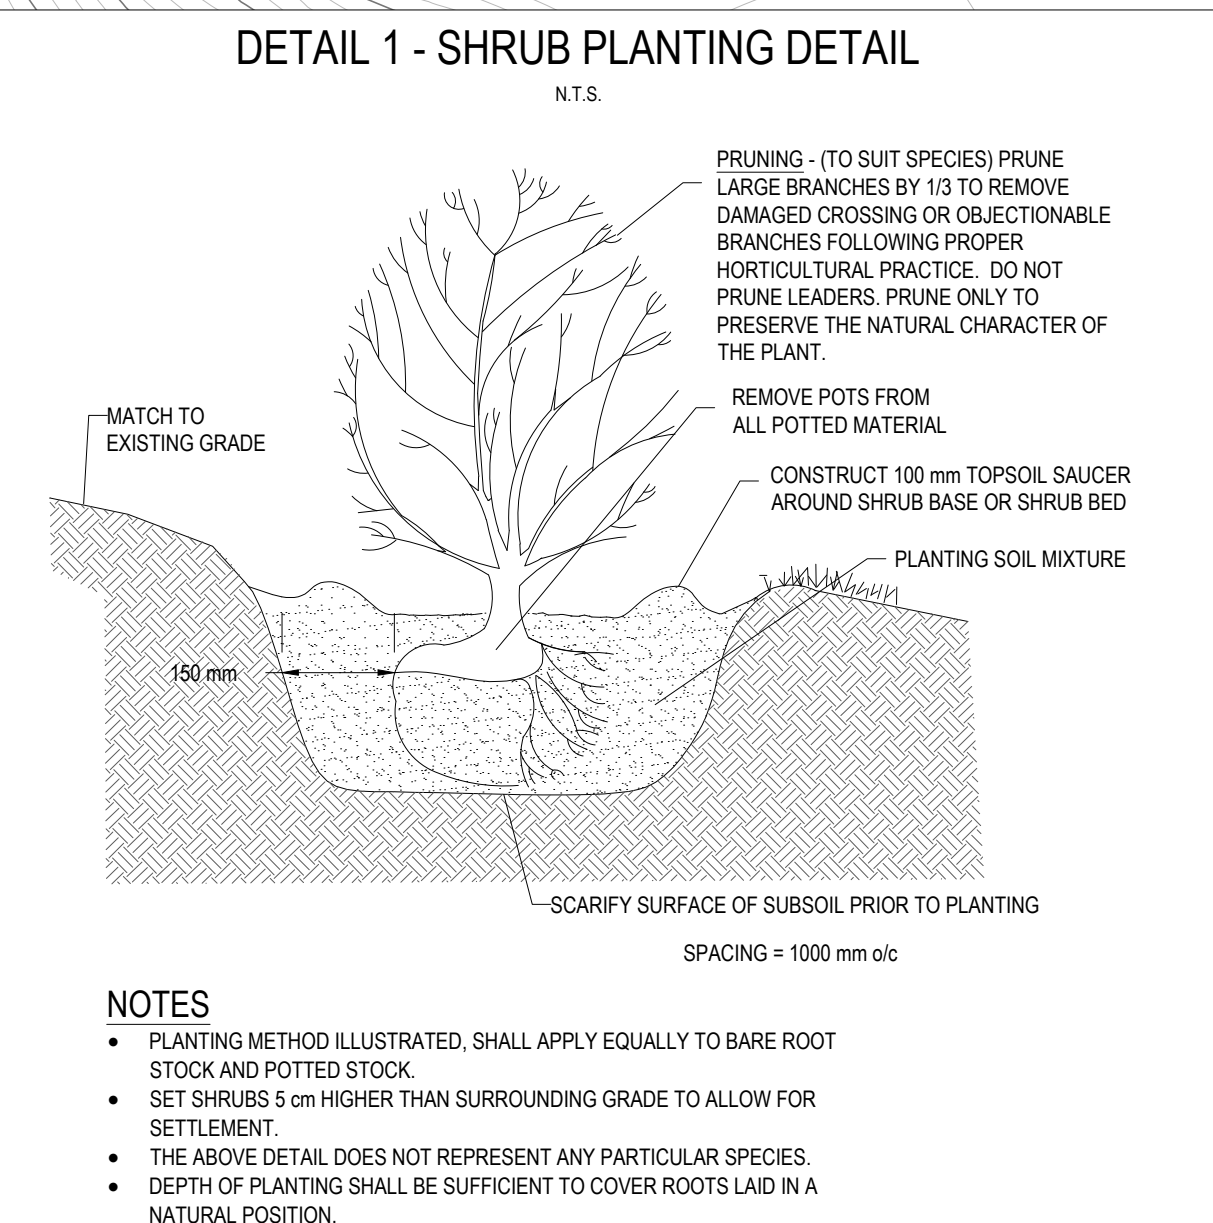 DETAIL 1 - SHRUB PLANTING DETAIL
N.T.S.
PRUNING - (TO SUIT SPECIES) PRUNE
LARGE BRANCHES BY 1/3 TO REMOVE
DAMAGED CROSSING OR OBJECTIONABLE
BRANCHES FOLLOWING PROPER
HORTICULTURAL PRACTICE. DO NOT
PRUNE LEADERS. PRUNE ONLY TO
PRESERVE THE NATURAL CHARACTER OF
THE PLANT.
REMOVE POTS FROM
ALL POTTED MATERIAL
MATCH TO
EXISTING GRADE
CONSTRUCT 100 mm TOPSOIL SAUCER
AROUND SHRUB BASE OR SHRUB BED
PLANTING SOIL MIXTURE
150 mm
SCARIFY SURFACE OF SUBSOIL PRIOR TO PLANTING
SPACING = 1000 mm o/c
NOTES
• PLANTING METHOD ILLUSTRATED, SHALL APPLY EQUALLY TO BARE ROOT
STOCK AND POTTED STOCK.
• SET SHRUBS 5 cm HIGHER THAN SURROUNDING GRADE TO ALLOW FOR
SETTLEMENT.
• THE ABOVE DETAIL DOES NOT REPRESENT ANY PARTICULAR SPECIES.
• DEPTH OF PLANTING SHALL BE SUFFICIENT TO COVER ROOTS LAID IN A
NATURAL POSITION.